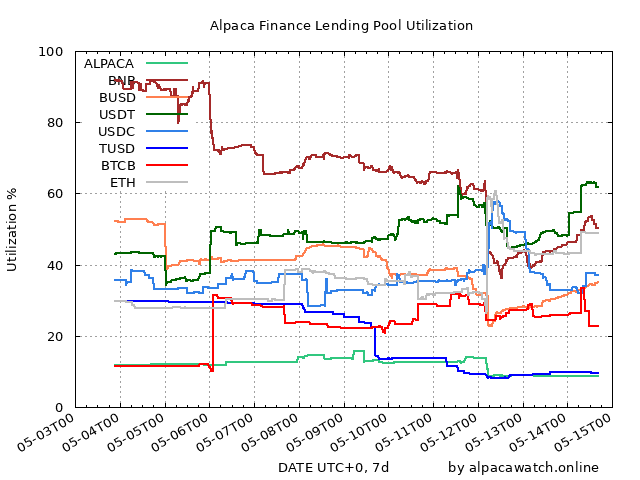 Alpaca Finance Lending Pool Utilization
100
80
60
40
20
0
Utilization %
ALPACA
BNB
BUSD
USDT
USDC
TUSD
BTCB
ETH
05-03T00
05-04T00
05-05T00
05-06T00
05-07T00
05-08T00
05-09T00
05-10T00
05-11T00
05-12T00
05-13T00
05-14T00
05-15T00
DATE UTC+0, 7d
by alpacawatch.online